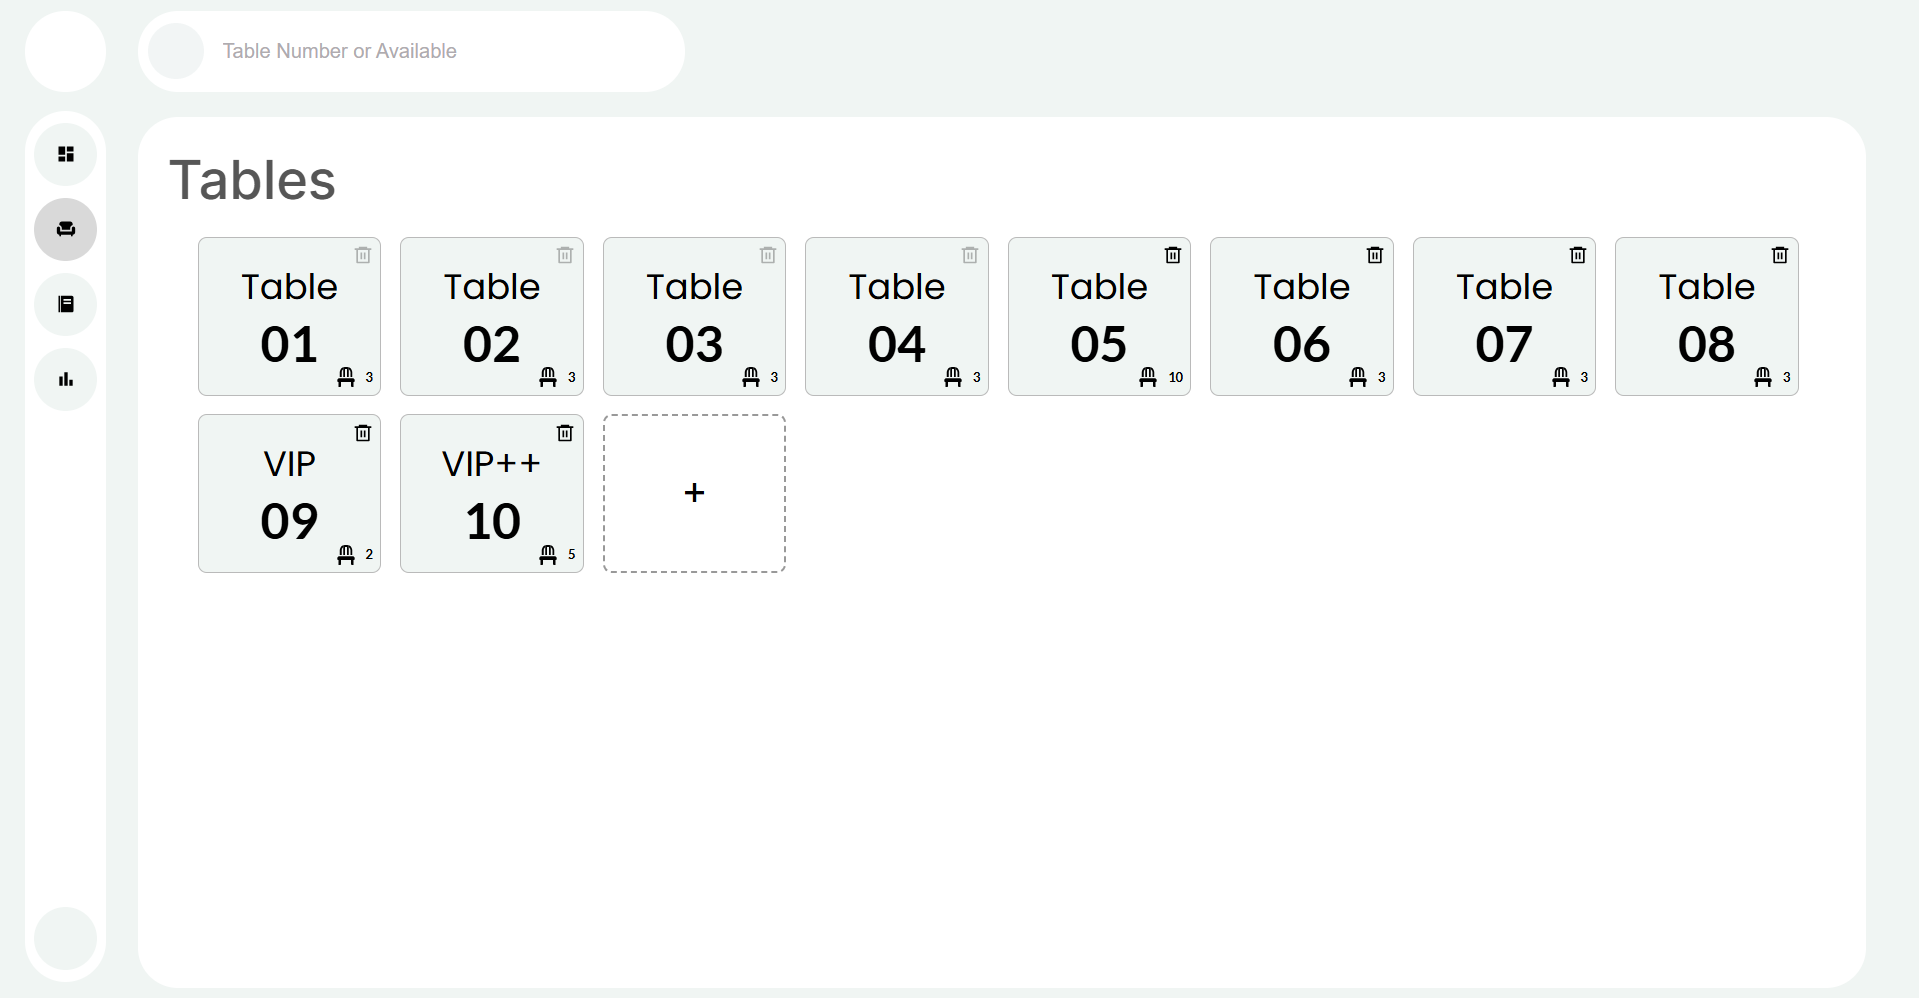 Table Number or Available
Tables
Table Table Table Table Table Table Table Table
01 02 03 04 05 06 07 08
3 3 3 3 10 3 3 3
VIP VIP++
09 10 +
2 5